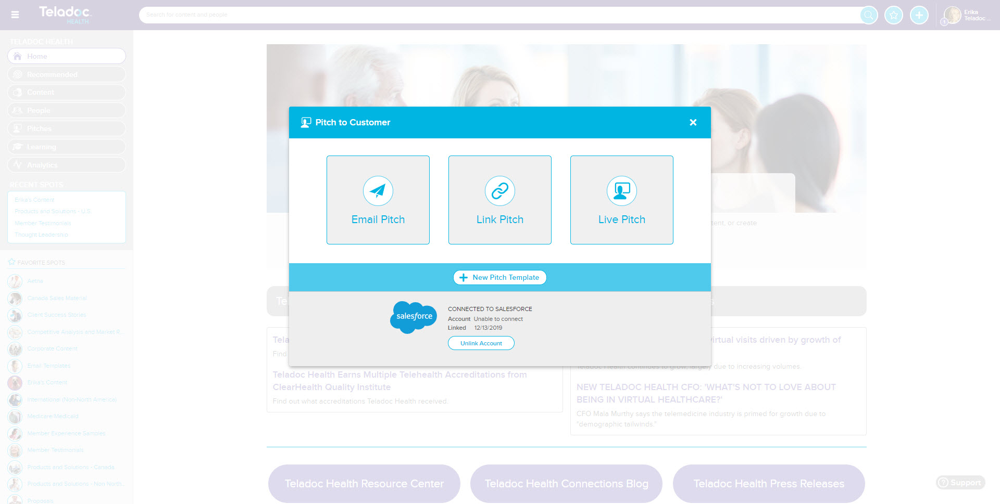 Teladoc
HEALTH
Search for content and people
Erika
Teladoc ...
1
TELADOC HEALTH
Home
Recommended
Content
People
Pitches
Learning
Analytics
RECENT SPOTS
Erika's Content
Products and Solutions - U.S.
Member Testimonials
Thought Leadership
FAVORITE SPOTS
Aetna
Canada Sales Material
Client Success Stories
Competitive Analysis and Market R...
Corporate Content
Email Templates
Erika's Content
International (Non-North America)
Medicare/Medicaid
Member Experience Samples
Member Testimonials
Products and Solutions - Canada
Products and Solutions - Non North...
Proposals
Pitch to Customer
Email Pitch
Link Pitch
Live Pitch
New Pitch Template
salesforce
CONNECTED TO SALESFORCE
Account Unable to connect
Linked 12/13/2019
Unlink Account
tent, or create
Te
s
Tela
Find
Teladoc Health Earns Multiple Telehealth Accreditations from
ClearHealth Quality Institute
Find out what accreditations Teladoc Health received.
virtual visits driven by growth of
Teladoc Health continues to grow, largely due to increasing volumes.
NEW TELADOC HEALTH CFO: 'WHAT'S NOT TO LOVE ABOUT
BEING IN VIRTUAL HEALTHCARE?'
CFO Mala Murthy says the telemedicine industry is primed for growth due to
"demographic tailwinds."
Teladoc Health Resource Center
Teladoc Health Connections Blog
Teladoc Health Press Releases
? Support